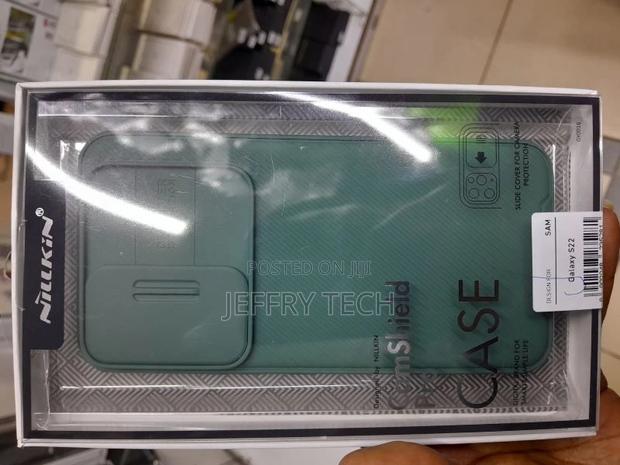 NILLKIN®
SLIDE COVER FOR CAMERA
PROTECTION
DESIGN FOR
SAM
Galaxy S22
Designed by NILLKIN
CamShield
Pro
CASE
POSTED ON JIJI
JEFFRY TECH